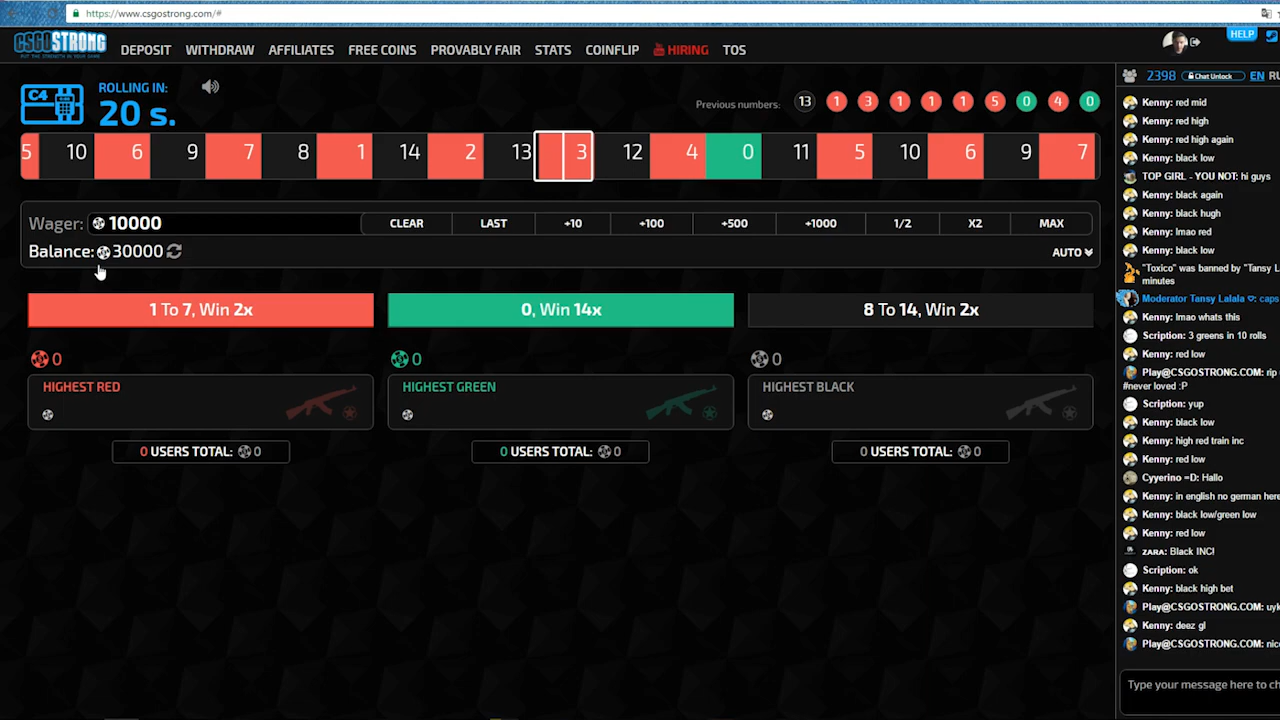 https://www.csgostrong.com/#
CSGOSTRONG
DEPOSIT WITHDRAW AFFILIATES FREE COINS PROVABLY FAIR STATS COINFLIP HIRING TOS
HELP
C4
ROLLING IN:
20 s.
Previous numbers: 13 1 3 1 1 1 5 0 4 0
5 10 6 9 7 8 1 14 2 13 3 12 4 0 11 5 10 6 9 7
Wager: 10000 CLEAR LAST +10 +100 +500 +1000 1/2 X2 MAX
Balance: 30000 AUTO
1 To 7, Win 2x
0, Win 14x
8 To 14, Win 2x
0
0
0
HIGHEST RED
HIGHEST GREEN
HIGHEST BLACK
0 USERS TOTAL: 0
0 USERS TOTAL: 0
0 USERS TOTAL: 0
2398 Chat Unlock EN RU
Kenny: red mid
Kenny: red high
Kenny: red high again
Kenny: black low
TOP GIRL - YOU NOT: hi guys
Kenny: black again
Kenny: black hugh
Kenny: lmao red
Kenny: black low
"Toxico" was banned by "Tansy L
minutes
Moderator Tansy Lalala ♡: caps
Kenny: lmao whats this
Scription: 3 greens in 10 rolls
Kenny: red low
Play@CSGOSTRONG.COM: rip
#never loved :P
Scription: yup
Kenny: black low
Kenny: high red train inc
Kenny: red low
Cyyerino =D: Hallo
Kenny: in english no german here
Kenny: black low/green low
Kenny: red low
ZARA: Black INC!
Scription: ok
Kenny: black high bet
Play@CSGOSTRONG.COM: uyk
Kenny: deez gl
Play@CSGOSTRONG.COM: nice
Type your message here to ch